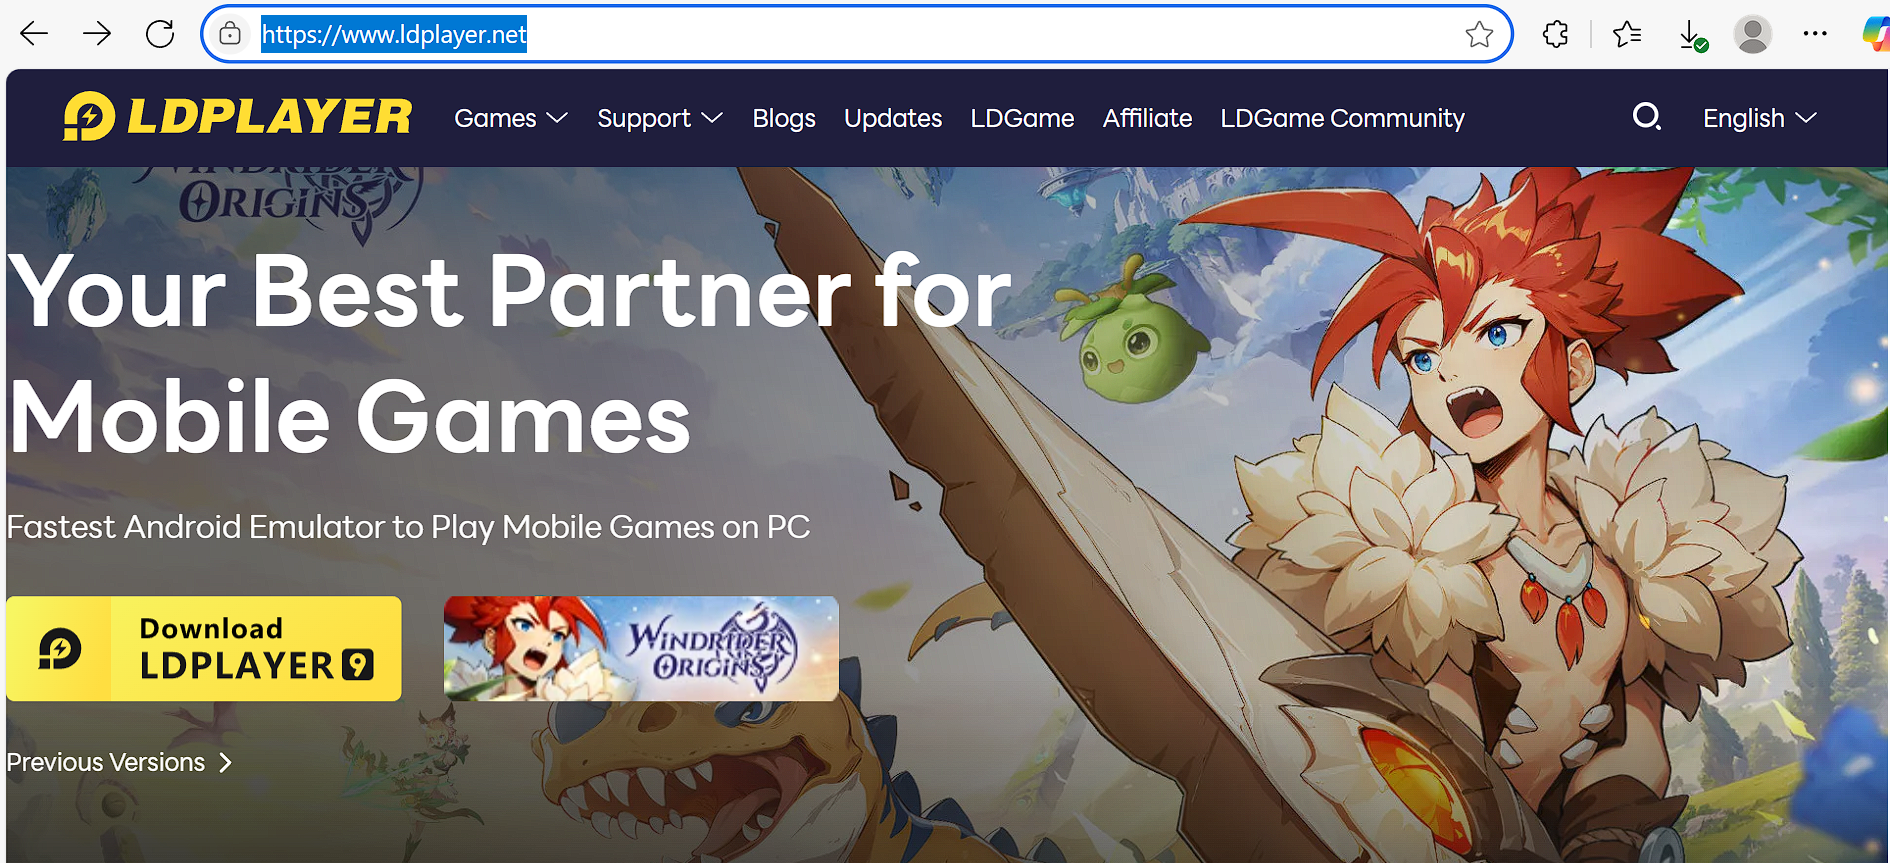 https://www.ldplayer.net
LDPLAYER Games Support Blogs Updates LDGame Affiliate LDGame Community English
WINDRIDER
ORIGINS
Your Best Partner for
Mobile Games
Fastest Android Emulator to Play Mobile Games on PC
Download
LDPLAYER 9
WINDRIDER
ORIGINS
Previous Versions